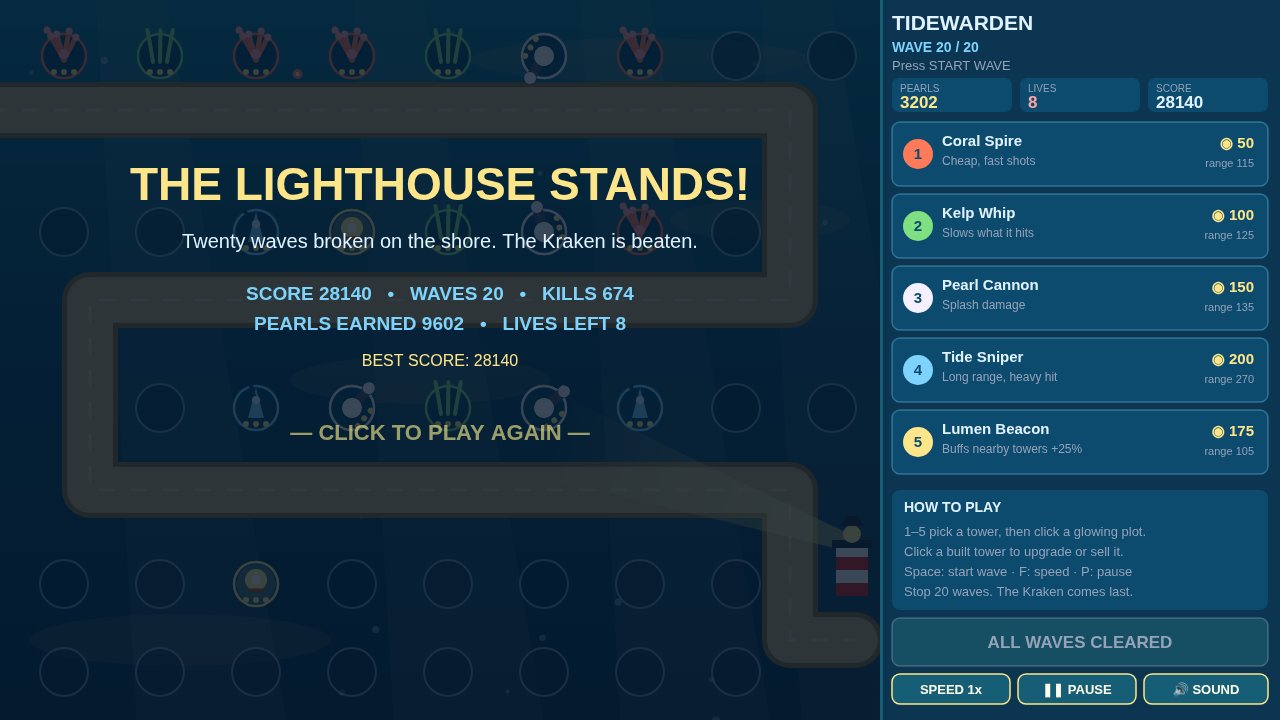 THE LIGHTHOUSE STANDS!
Twenty waves broken on the shore. The Kraken is beaten.
SCORE 28140 • WAVES 20 • KILLS 674
PEARLS EARNED 9602 • LIVES LEFT 8
BEST SCORE: 28140
— CLICK TO PLAY AGAIN —
TIDEWARDEN
WAVE 20 / 20
Press START WAVE
PEARLS
3202
LIVES
8
SCORE
28140
1
Coral Spire
Cheap, fast shots
◉ 50
range 115
2
Kelp Whip
Slows what it hits
◉ 100
range 125
3
Pearl Cannon
Splash damage
◉ 150
range 135
4
Tide Sniper
Long range, heavy hit
◉ 200
range 270
5
Lumen Beacon
Buffs nearby towers +25%
◉ 175
range 105
HOW TO PLAY
1–5 pick a tower, then click a glowing plot.
Click a built tower to upgrade or sell it.
Space: start wave · F: speed · P: pause
Stop 20 waves. The Kraken comes last.
ALL WAVES CLEARED
SPEED 1x
❚❚ PAUSE
🔊 SOUND